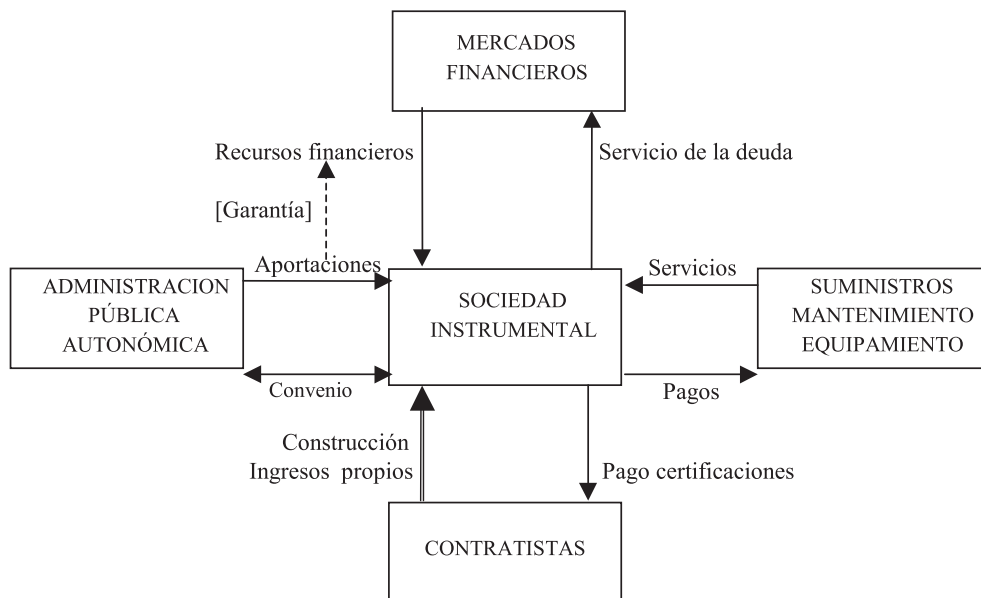 MERCADOS
FINANCIEROS
Recursos financieros
Servicio de la deuda
[Garantía]
Aportaciones
Servicios
ADMINISTRACION
PÚBLICA
AUTONÓMICA
SOCIEDAD
INSTRUMENTAL
SUMINISTROS
MANTENIMIENTO
EQUIPAMIENTO
Convenio
Pagos
Construcción
Ingresos propios
Pago certificaciones
CONTRATISTAS